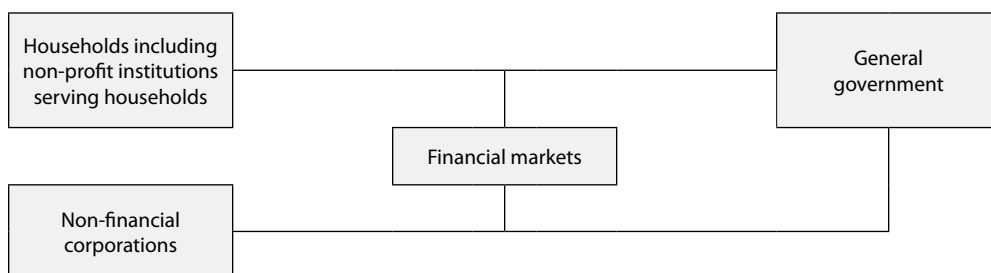 Households including
non-profit institutions
serving households
General
government
Financial markets
Non-financial
corporations